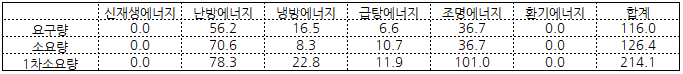 신재생에너지 난방에너지 냉방에너지 급탕에너지 조명에너지 환기에너지 합계
요구량 0.0 56.2 16.5 6.6 36.7 0.0 116.0
소요량 0.0 70.6 8.3 10.7 36.7 0.0 126.4
1차소요량 0.0 78.3 22.8 11.9 101.0 0.0 214.1